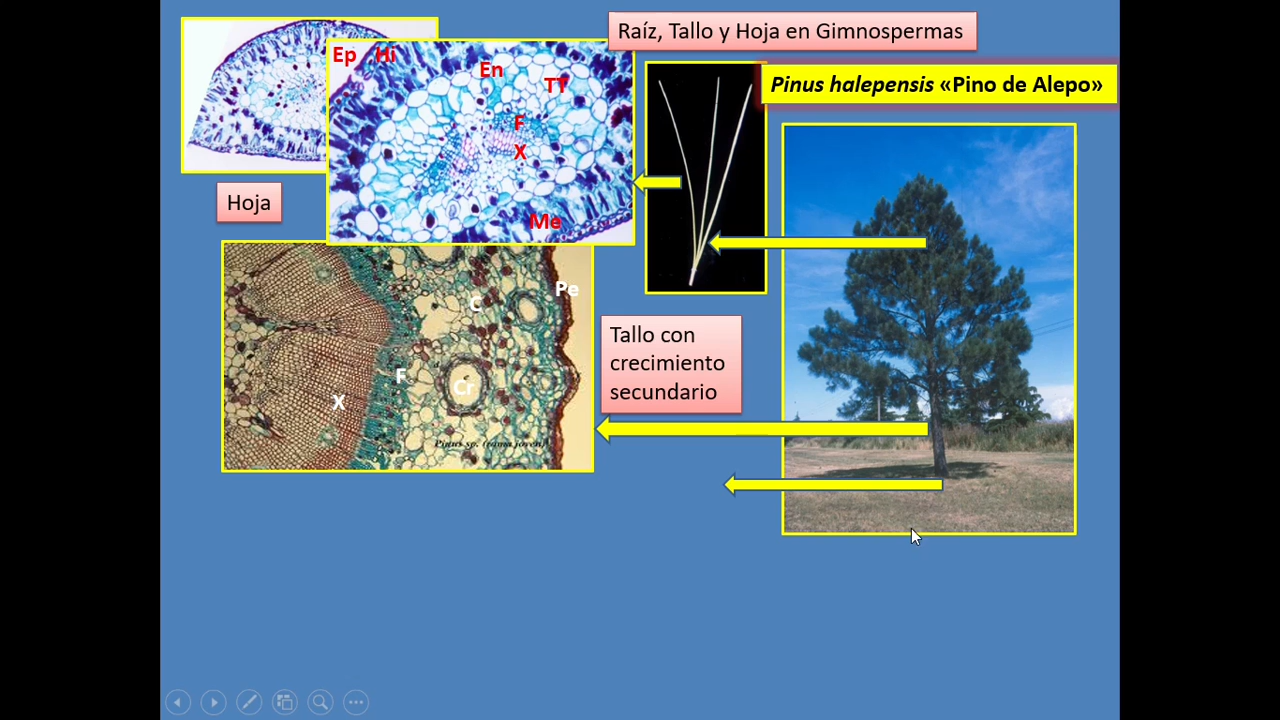 Raíz, Tallo y Hoja en Gimnospermas
Pinus halepensis «Pino de Alepo»
Ep Hi
En
TT
F
X
Me
Hoja
Pe
C
F
Cr
X
Pinus sp. (rama joven)
Tallo con
crecimiento
secundario